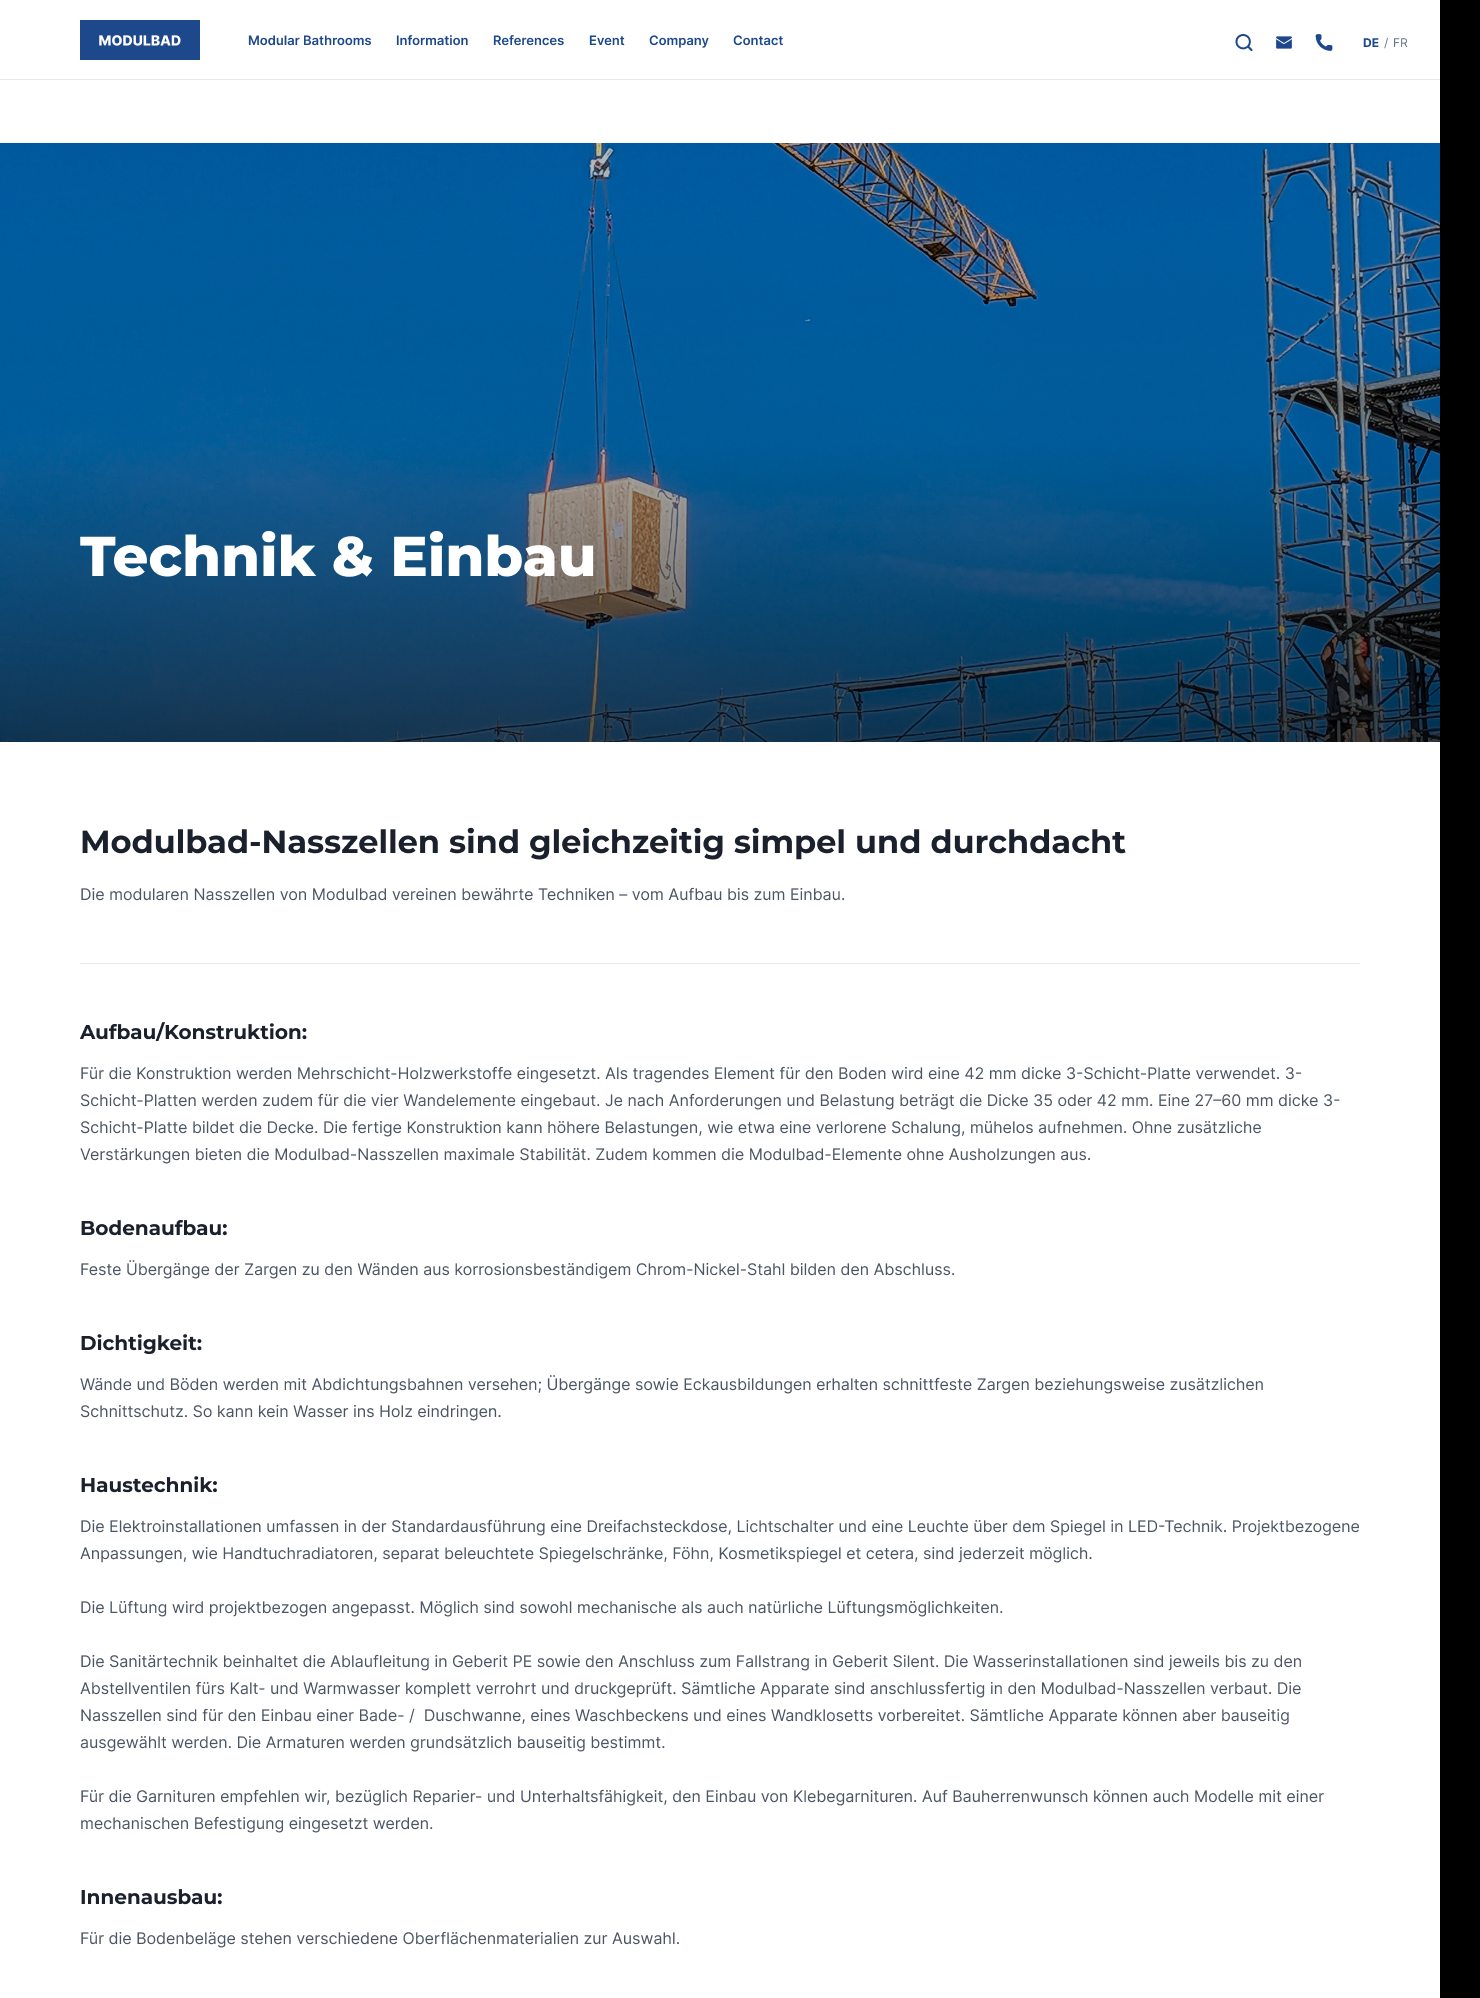 MODULBAD
Modular Bathrooms
Information
References
Event
Company
Contact
DE / FR
Technik & Einbau
Modulbad-Nasszellen sind gleichzeitig simpel und durchdacht
Die modularen Nasszellen von Modulbad vereinen bewährte Techniken – vom Aufbau bis zum Einbau.
Aufbau/Konstruktion:
Für die Konstruktion werden Mehrschicht-Holzwerkstoffe eingesetzt. Als tragendes Element für den Boden wird eine 42 mm dicke 3-Schicht-Platte verwendet. 3-
Schicht-Platten werden zudem für die vier Wandelemente eingebaut. Je nach Anforderungen und Belastung beträgt die Dicke 35 oder 42 mm. Eine 27–60 mm dicke 3-
Schicht-Platte bildet die Decke. Die fertige Konstruktion kann höhere Belastungen, wie etwa eine verlorene Schalung, mühelos aufnehmen. Ohne zusätzliche
Verstärkungen bieten die Modulbad-Nasszellen maximale Stabilität. Zudem kommen die Modulbad-Elemente ohne Ausholzungen aus.
Bodenaufbau:
Feste Übergänge der Zargen zu den Wänden aus korrosionsbeständigem Chrom-Nickel-Stahl bilden den Abschluss.
Dichtigkeit:
Wände und Böden werden mit Abdichtungsbahnen versehen; Übergänge sowie Eckausbildungen erhalten schnittfeste Zargen beziehungsweise zusätzlichen
Schnittschutz. So kann kein Wasser ins Holz eindringen.
Haustechnik:
Die Elektroinstallationen umfassen in der Standardausführung eine Dreifachsteckdose, Lichtschalter und eine Leuchte über dem Spiegel in LED-Technik. Projektbezogene
Anpassungen, wie Handtuchradiatoren, separat beleuchtete Spiegelschränke, Föhn, Kosmetikspiegel et cetera, sind jederzeit möglich.
Die Lüftung wird projektbezogen angepasst. Möglich sind sowohl mechanische als auch natürliche Lüftungsmöglichkeiten.
Die Sanitärtechnik beinhaltet die Ablaufleitung in Geberit PE sowie den Anschluss zum Fallstrang in Geberit Silent. Die Wasserinstallationen sind jeweils bis zu den
Abstellventilen fürs Kalt- und Warmwasser komplett verrohrt und druckgeprüft. Sämtliche Apparate sind anschlussfertig in den Modulbad-Nasszellen verbaut. Die
Nasszellen sind für den Einbau einer Bade- /  Duschwanne, eines Waschbeckens und eines Wandklosetts vorbereitet. Sämtliche Apparate können aber bauseitig
ausgewählt werden. Die Armaturen werden grundsätzlich bauseitig bestimmt.
Für die Garnituren empfehlen wir, bezüglich Reparier- und Unterhaltsfähigkeit, den Einbau von Klebegarnituren. Auf Bauherrenwunsch können auch Modelle mit einer
mechanischen Befestigung eingesetzt werden.
Innenausbau:
Für die Bodenbeläge stehen verschiedene Oberflächenmaterialien zur Auswahl.